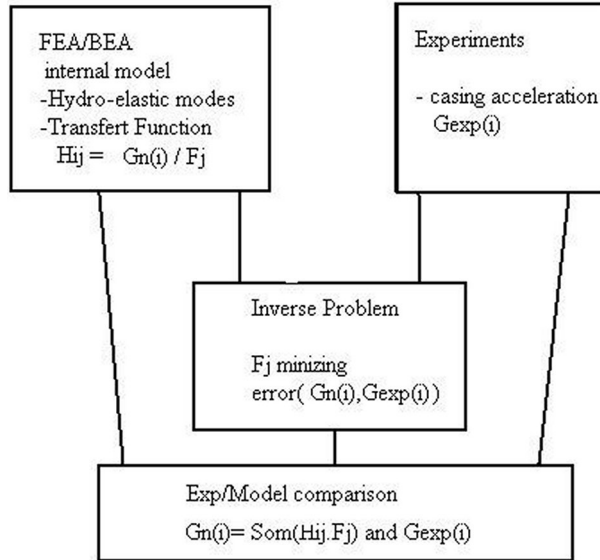 FEA/BEA
internal model
-Hydro-elastic modes
-Transfert Function
Hij = Gn(i) / Fj
Experiments
- casing acceleration
Gexp(i)
Inverse Problem
Fj minizing
error( Gn(i),Gexp(i) )
Exp/Model comparison
Gn(i)= Som(Hij.Fj) and Gexp(i)